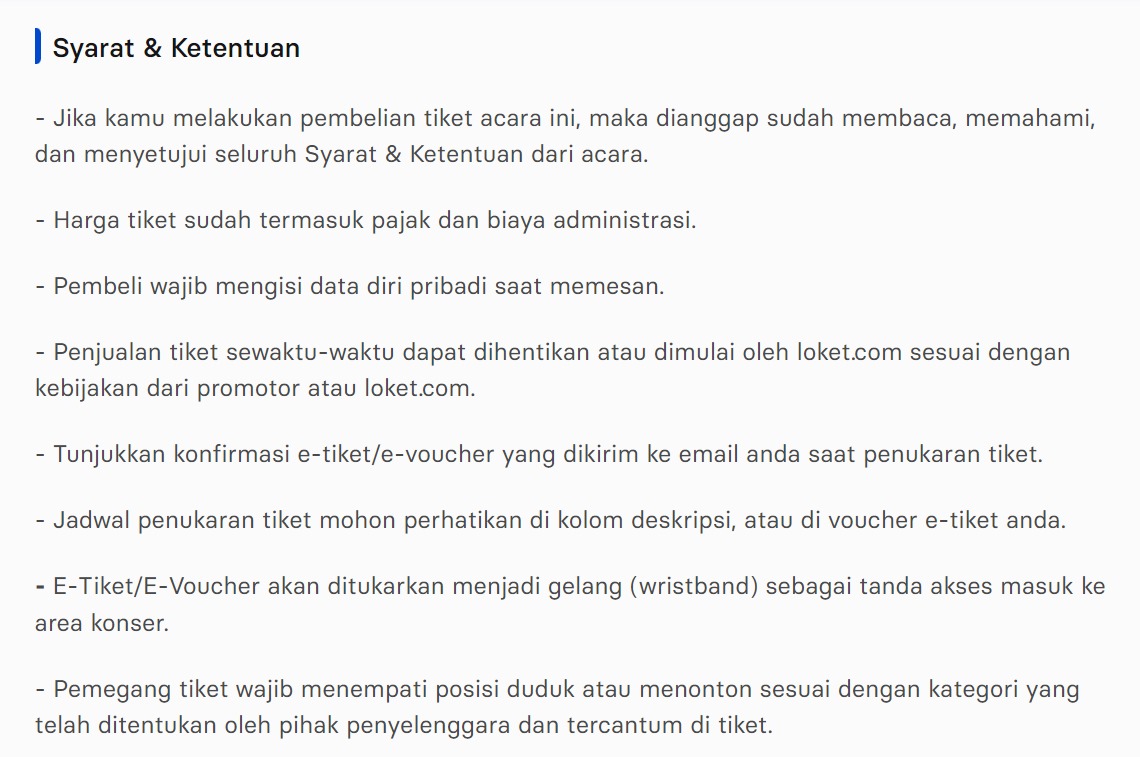 Syarat & Ketentuan
- Jika kamu melakukan pembelian tiket acara ini, maka dianggap sudah membaca, memahami,
dan menyetujui seluruh Syarat & Ketentuan dari acara.
- Harga tiket sudah termasuk pajak dan biaya administrasi.
- Pembeli wajib mengisi data diri pribadi saat memesan.
- Penjualan tiket sewaktu-waktu dapat dihentikan atau dimulai oleh loket.com sesuai dengan
kebijakan dari promotor atau loket.com.
- Tunjukkan konfirmasi e-tiket/e-voucher yang dikirim ke email anda saat penukaran tiket.
- Jadwal penukaran tiket mohon perhatikan di kolom deskripsi, atau di voucher e-tiket anda.
- E-Tiket/E-Voucher akan ditukarkan menjadi gelang (wristband) sebagai tanda akses masuk ke
area konser.
- Pemegang tiket wajib menempati posisi duduk atau menonton sesuai dengan kategori yang
telah ditentukan oleh pihak penyelenggara dan tercantum di tiket.